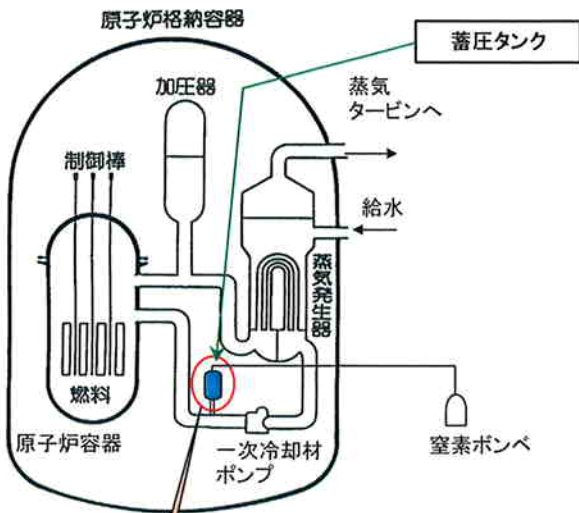 原子炉格納容器
蓄圧タンク
加圧器
蒸気
タービンへ
制御棒
給水
蒸気発生器
燃料
原子炉容器
一次冷却材
ポンプ
窒素ボンベ